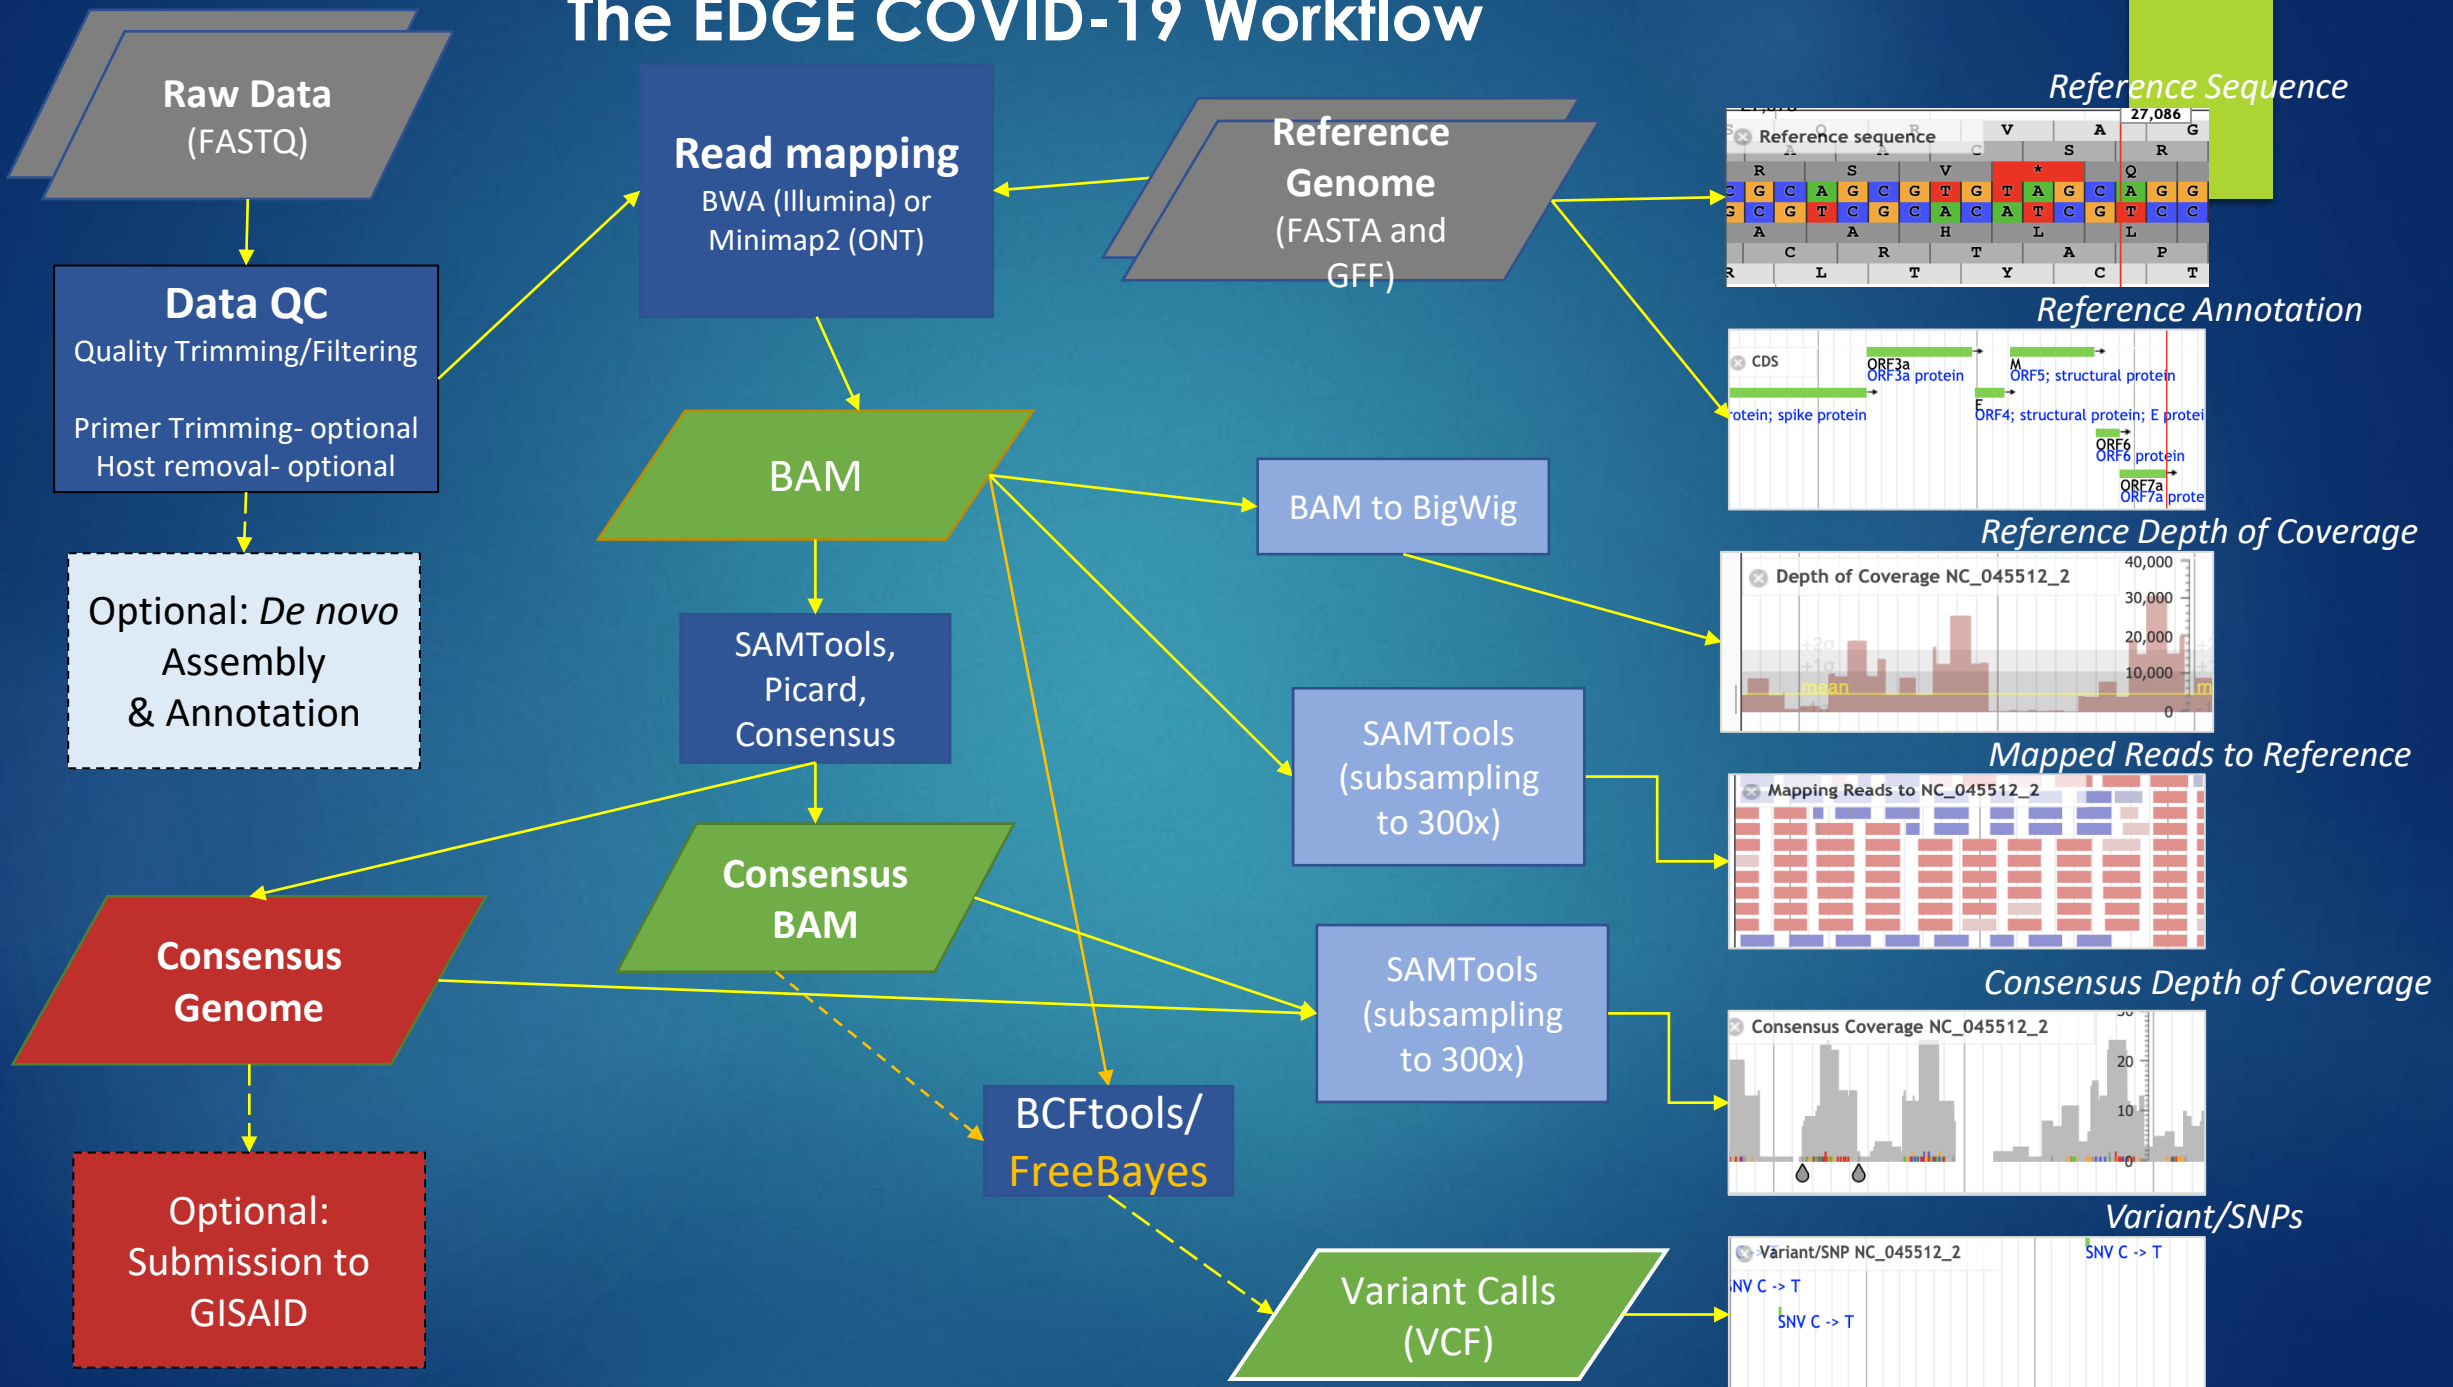 The EDGE COVID-19 Workflow
Raw Data
(FASTQ)
Data QC
Quality Trimming/Filtering
Primer Trimming- optional
Host removal- optional
Optional: De novo
Assembly
& Annotation
Consensus
Genome
Optional:
Submission to
GISAID
Read mapping
BWA (Illumina) or
Minimap2 (ONT)
BAM
SAMTools,
Picard,
Consensus
Consensus
BAM
BCFtools/
FreeBayes
Reference
Genome
(FASTA and
GFF)
BAM to BigWig
SAMTools
(subsampling
to 300x)
SAMTools
(subsampling
to 300x)
Variant Calls
(VCF)
Reference Sequence
27,086
Reference sequence
V A G
A A C S R
R S V * Q
C G C A G C G T G T A G C A G G
G C G T C G C A C A T C G T C C
A A H L L
C R T A P
R L T Y C T
Reference Annotation
CDS
ORF3a
ORF3a protein
M
ORF5; structural protein
otein; spike protein
E
ORF4; structural protein; E protei
ORF6
ORF6 protein
ORF7a
ORF7a prote
Reference Depth of Coverage
Depth of Coverage NC_045512_2
40,000
30,000
20,000
10,000
0
+2σ
+1σ
mean
m
Mapped Reads to Reference
Mapping Reads to NC_045512_2
Consensus Depth of Coverage
Consensus Coverage NC_045512_2
20
10
0
Variant/SNPs
Variant/SNP NC_045512_2
SNV C -> T
NV C -> T
SNV C -> T